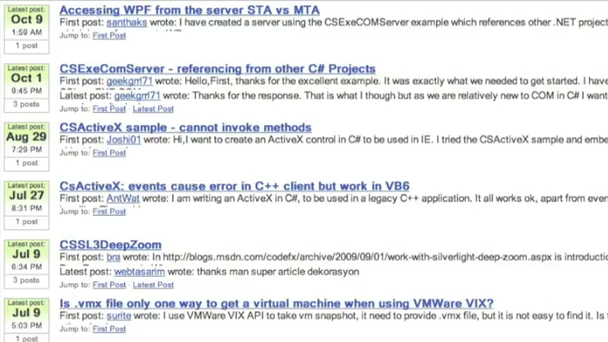 Latest post:
Oct 9
1:59 AM
1 post
Accessing WPF from the server STA vs MTA
First post: santhaks wrote: I have created a server using the CSExeCOMServer example which references other .NET project
Jump to: First Post
Latest post:
Oct 1
9:45 PM
3 posts
CSExeComServer - referencing from other C# Projects
First post: geekgrrl71 wrote: Hello,First, thanks for the excellent example. It was exactly what we needed to get started. I have
Latest post: geekgrrl71 wrote: Thanks for the response. That is what I though but as we are relatively new to COM in C# I want
Jump to: First Post · Latest Post
Latest post:
Aug 29
7:29 PM
1 post
CSActiveX sample - cannot invoke methods
First post: Joshi01 wrote: Hi,I want to create an ActiveX control in C# to be used in IE. I tried the CSActiveX sample and embe
Jump to: First Post
Latest post:
Jul 27
8:31 PM
1 post
CsActiveX: events cause error in C++ client but work in VB6
First post: AntWat wrote: I am writing an ActiveX in C#, to be used in a legacy C++ application. It all works ok, apart from even
Jump to: First Post
Latest post:
Jul 9
6:34 PM
3 posts
CSSL3DeepZoom
First post: bra wrote: In http://blogs.msdn.com/codefx/archive/2009/09/01/work-with-silverlight-deep-zoom.aspx is introductio
Latest post: webtasarim wrote: thanks man super article dekorasyon
Jump to: First Post · Latest Post
Latest post:
Jul 9
5:03 PM
1 post
Is .vmx file only one way to get a virtual machine when using VMWare VIX?
First post: surite wrote: I use VMWare VIX API to take vm snapshot, it need to provide .vmx file, but it is not easy to find it. Is
Jump to: First Post